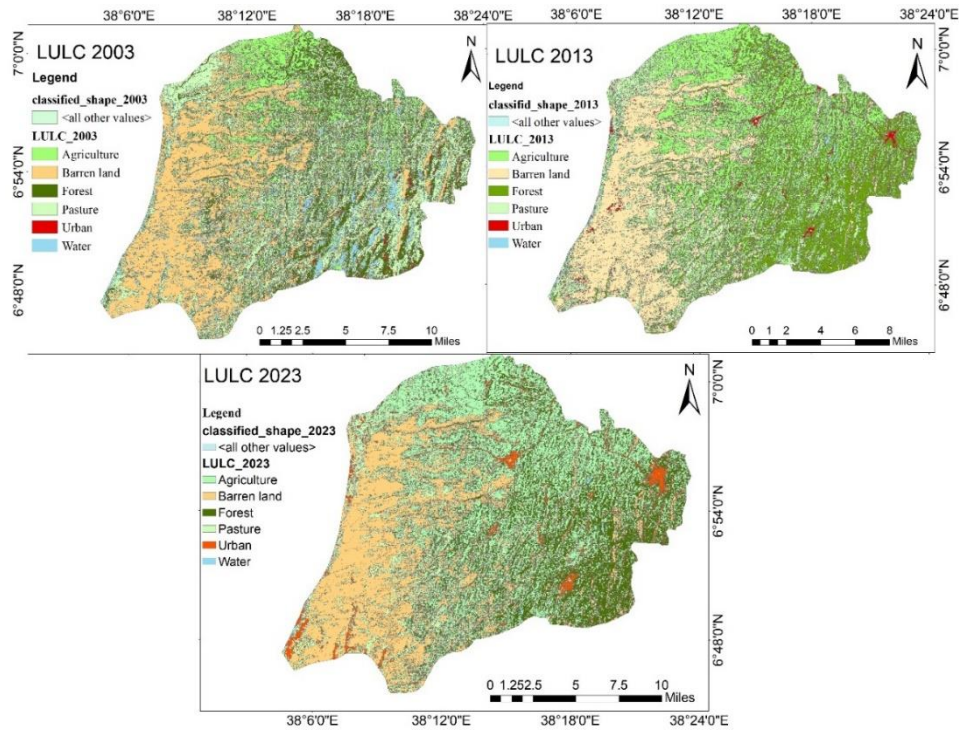 38°6'0"E 38°12'0"E 38°18'0"E 38°24'0"E
LULC 2003
Legend
classified_shape_2003
<all other values>
LULC_2003
Agriculture
Barren land
Forest
Pasture
Urban
Water
N
7°0'0"N
6°54'0"N
6°48'0"N
0 1.25 2.5 5 7.5 10
Miles
38°6'0"E 38°12'0"E 38°18'0"E 38°24'0"E
LULC 2013
Legend
classifid_shape_2013
<all other values>
LULC_2013
Agriculture
Barren land
Forest
Pasture
Urban
Water
N
7°0'0"N
6°54'0"N
6°48'0"N
0 1 2 4 6 8
Miles
LULC 2023
Legend
classified_shape_2023
<all other values>
LULC_2023
Agriculture
Barren land
Forest
Pasture
Urban
Water
N
7°0'0"N
6°54'0"N
6°48'0"N
0 1.252.5 5 7.5 10
Miles
38°6'0"E 38°12'0"E 38°18'0"E 38°24'0"E